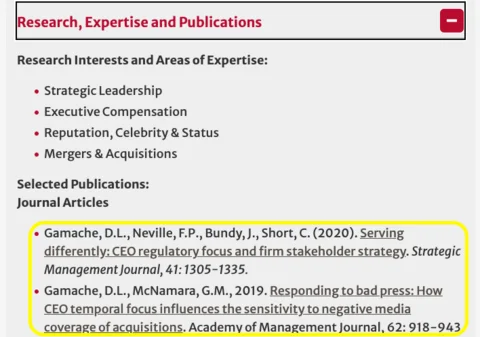 Research, Expertise and Publications
Research Interests and Areas of Expertise:
• Strategic Leadership
• Executive Compensation
• Reputation, Celebrity & Status
• Mergers & Acquisitions
Selected Publications:
Journal Articles
• Gamache, D.L., Neville, F.P., Bundy, J., Short, C. (2020). Serving
differently: CEO regulatory focus and firm stakeholder strategy. Strategic
Management Journal, 41: 1305-1335.
• Gamache, D.L., McNamara, G.M., 2019. Responding to bad press: How
CEO temporal focus influences the sensitivity to negative media
coverage of acquisitions. Academy of Management Journal, 62: 918-943